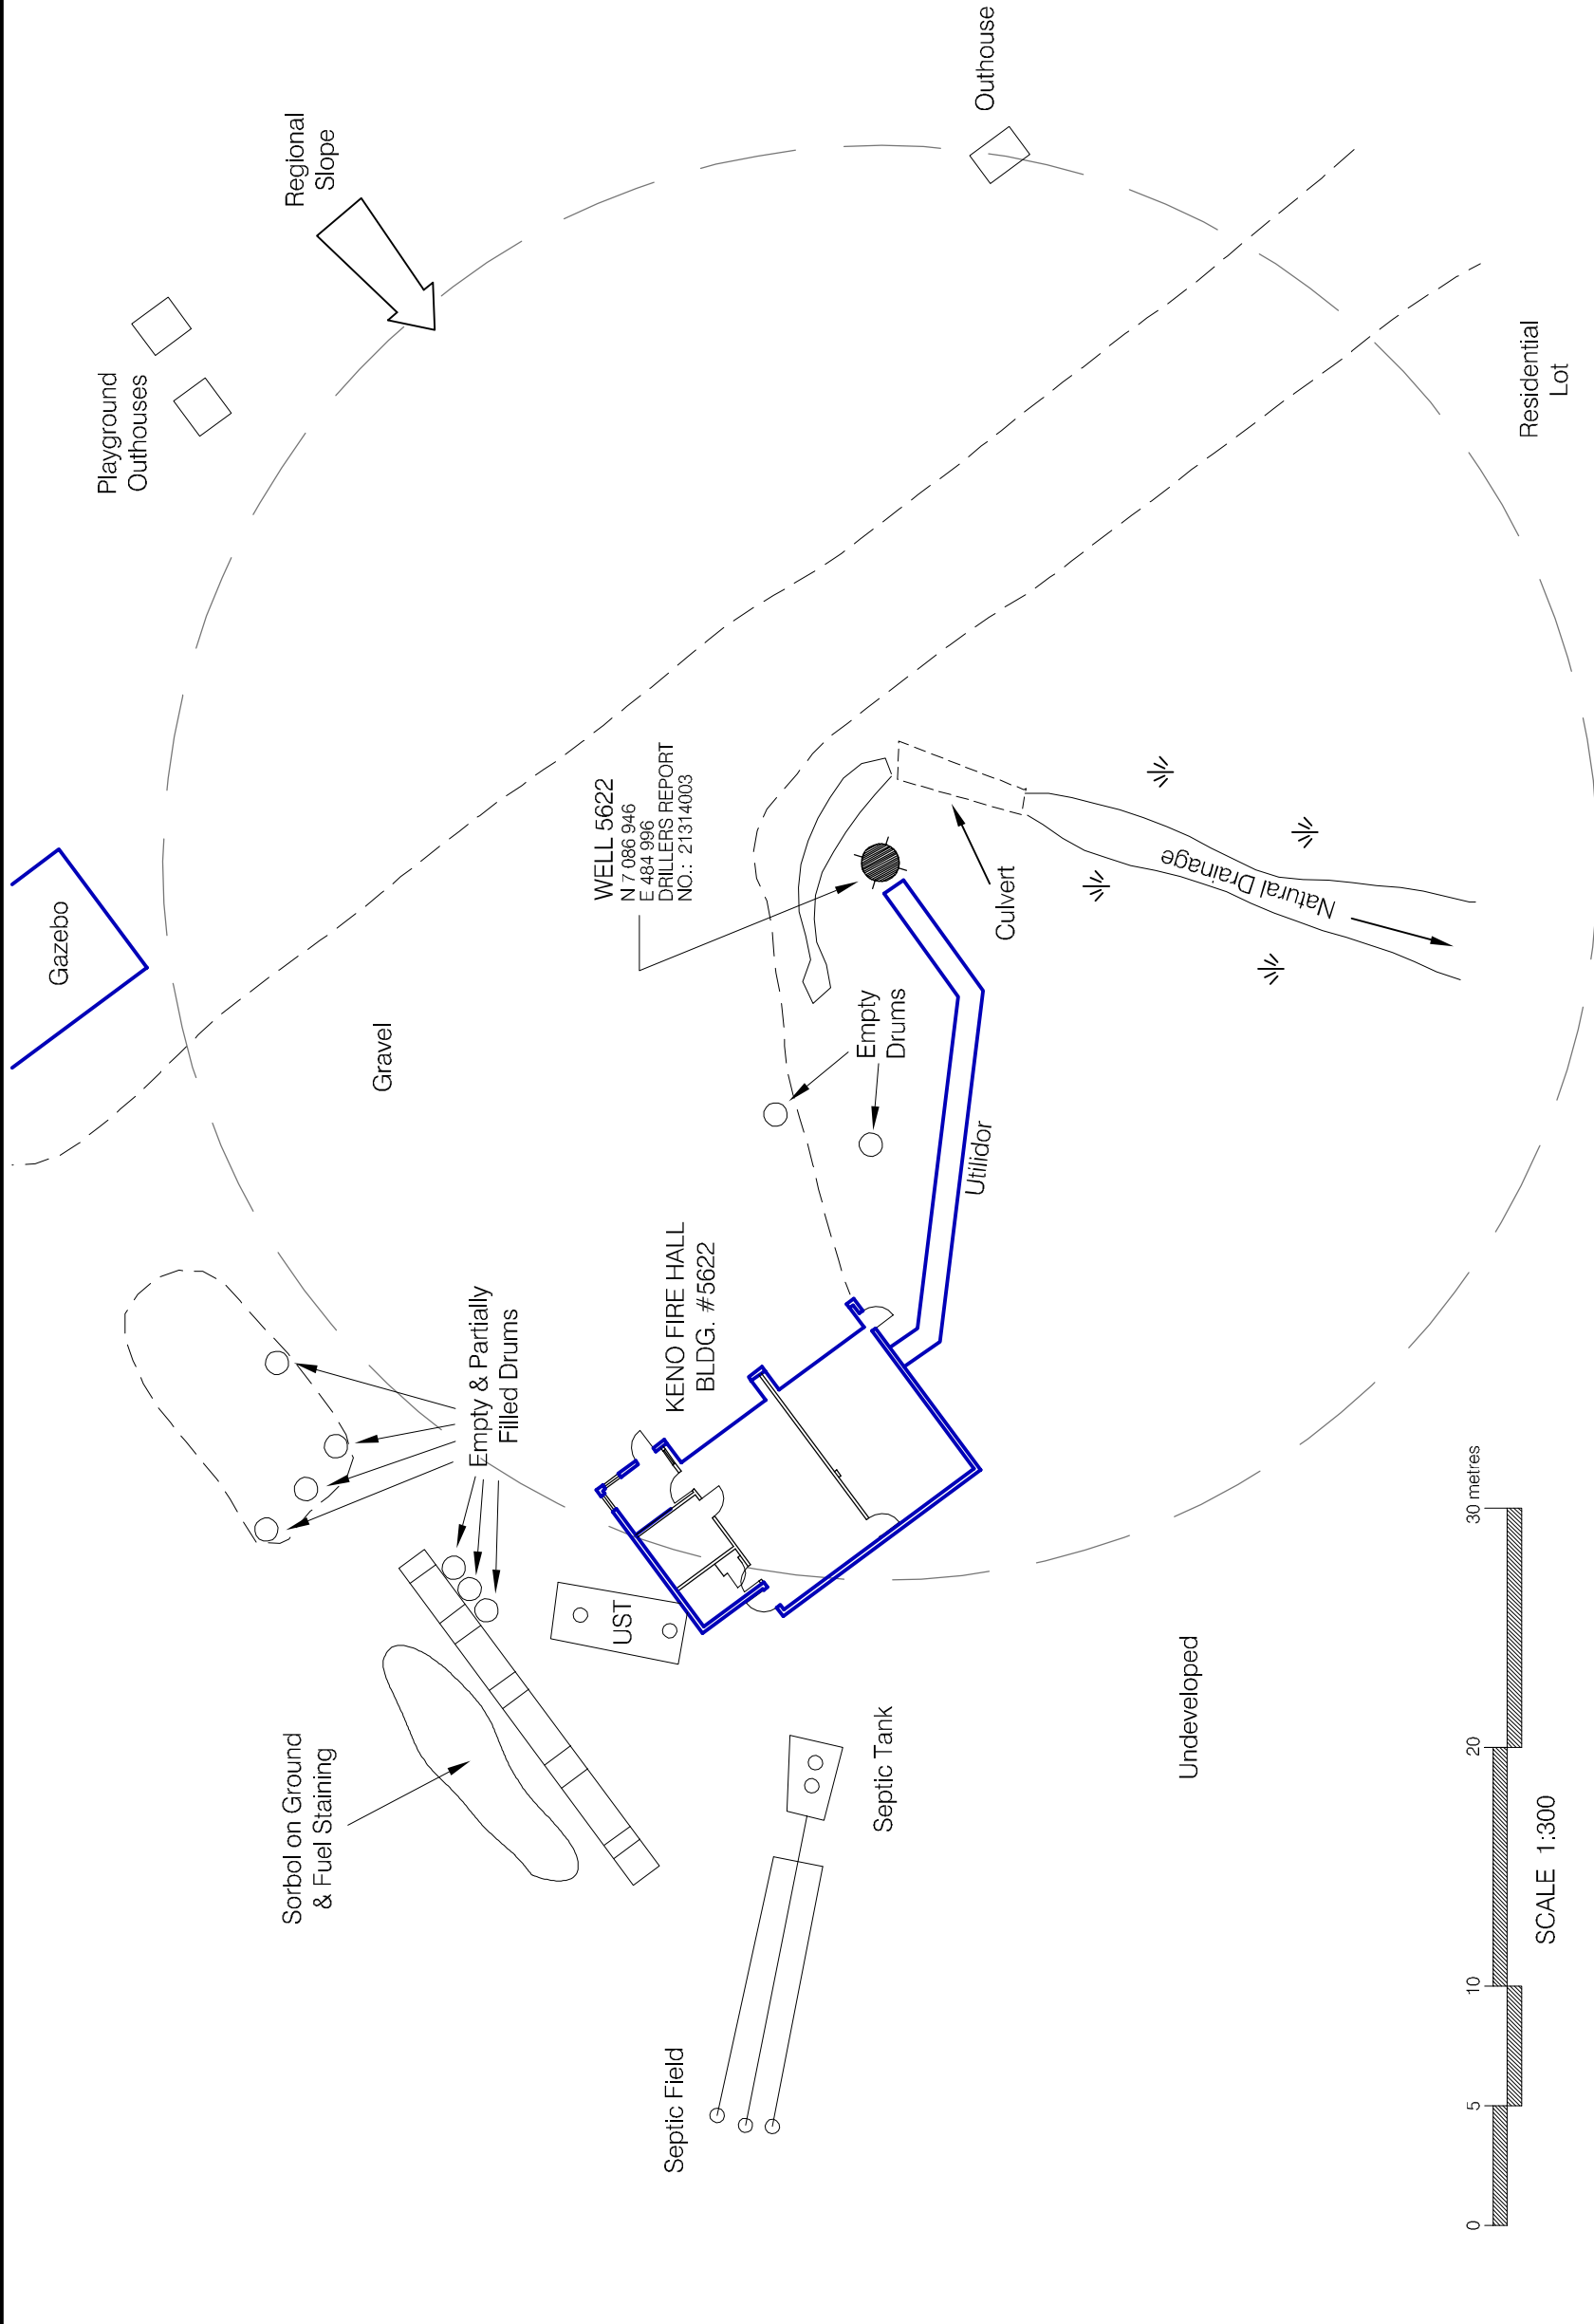 Sorbol on Ground
& Fuel Staining
Empty & Partially
Filled Drums
Gazebo
Playground
Outhouses
Regional
Slope
Gravel
Septic Field
UST
KENO FIRE HALL
BLDG. #5622
WELL 5622
N 7 086 946
E 484 996
DRILLERS REPORT
NO.: 21314003
Septic Tank
Empty
Drums
Utilidor
Culvert
Outhouse
Undeveloped
Natural Drainage
Residential
Lot
0
5
10
20
30 metres
SCALE 1:300